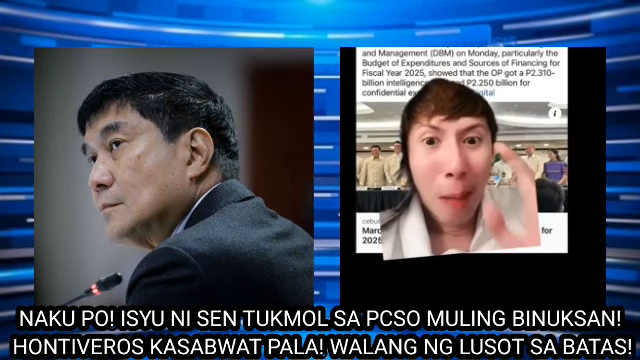 and Management (DBM) on Monday, particularly the
Budget of Expenditures and Sources of Financing for
Fiscal Year 2025, showed that the OP got a P2.310-
billion intelligence and P2.250 billion for
confidential
NAKU PO! ISYU NI SEN TUKMOL SA PCSO MULING BINUKSAN!
HONTIVEROS KASABWAT PALA! WALANG NG LUSOT SA BATAS!